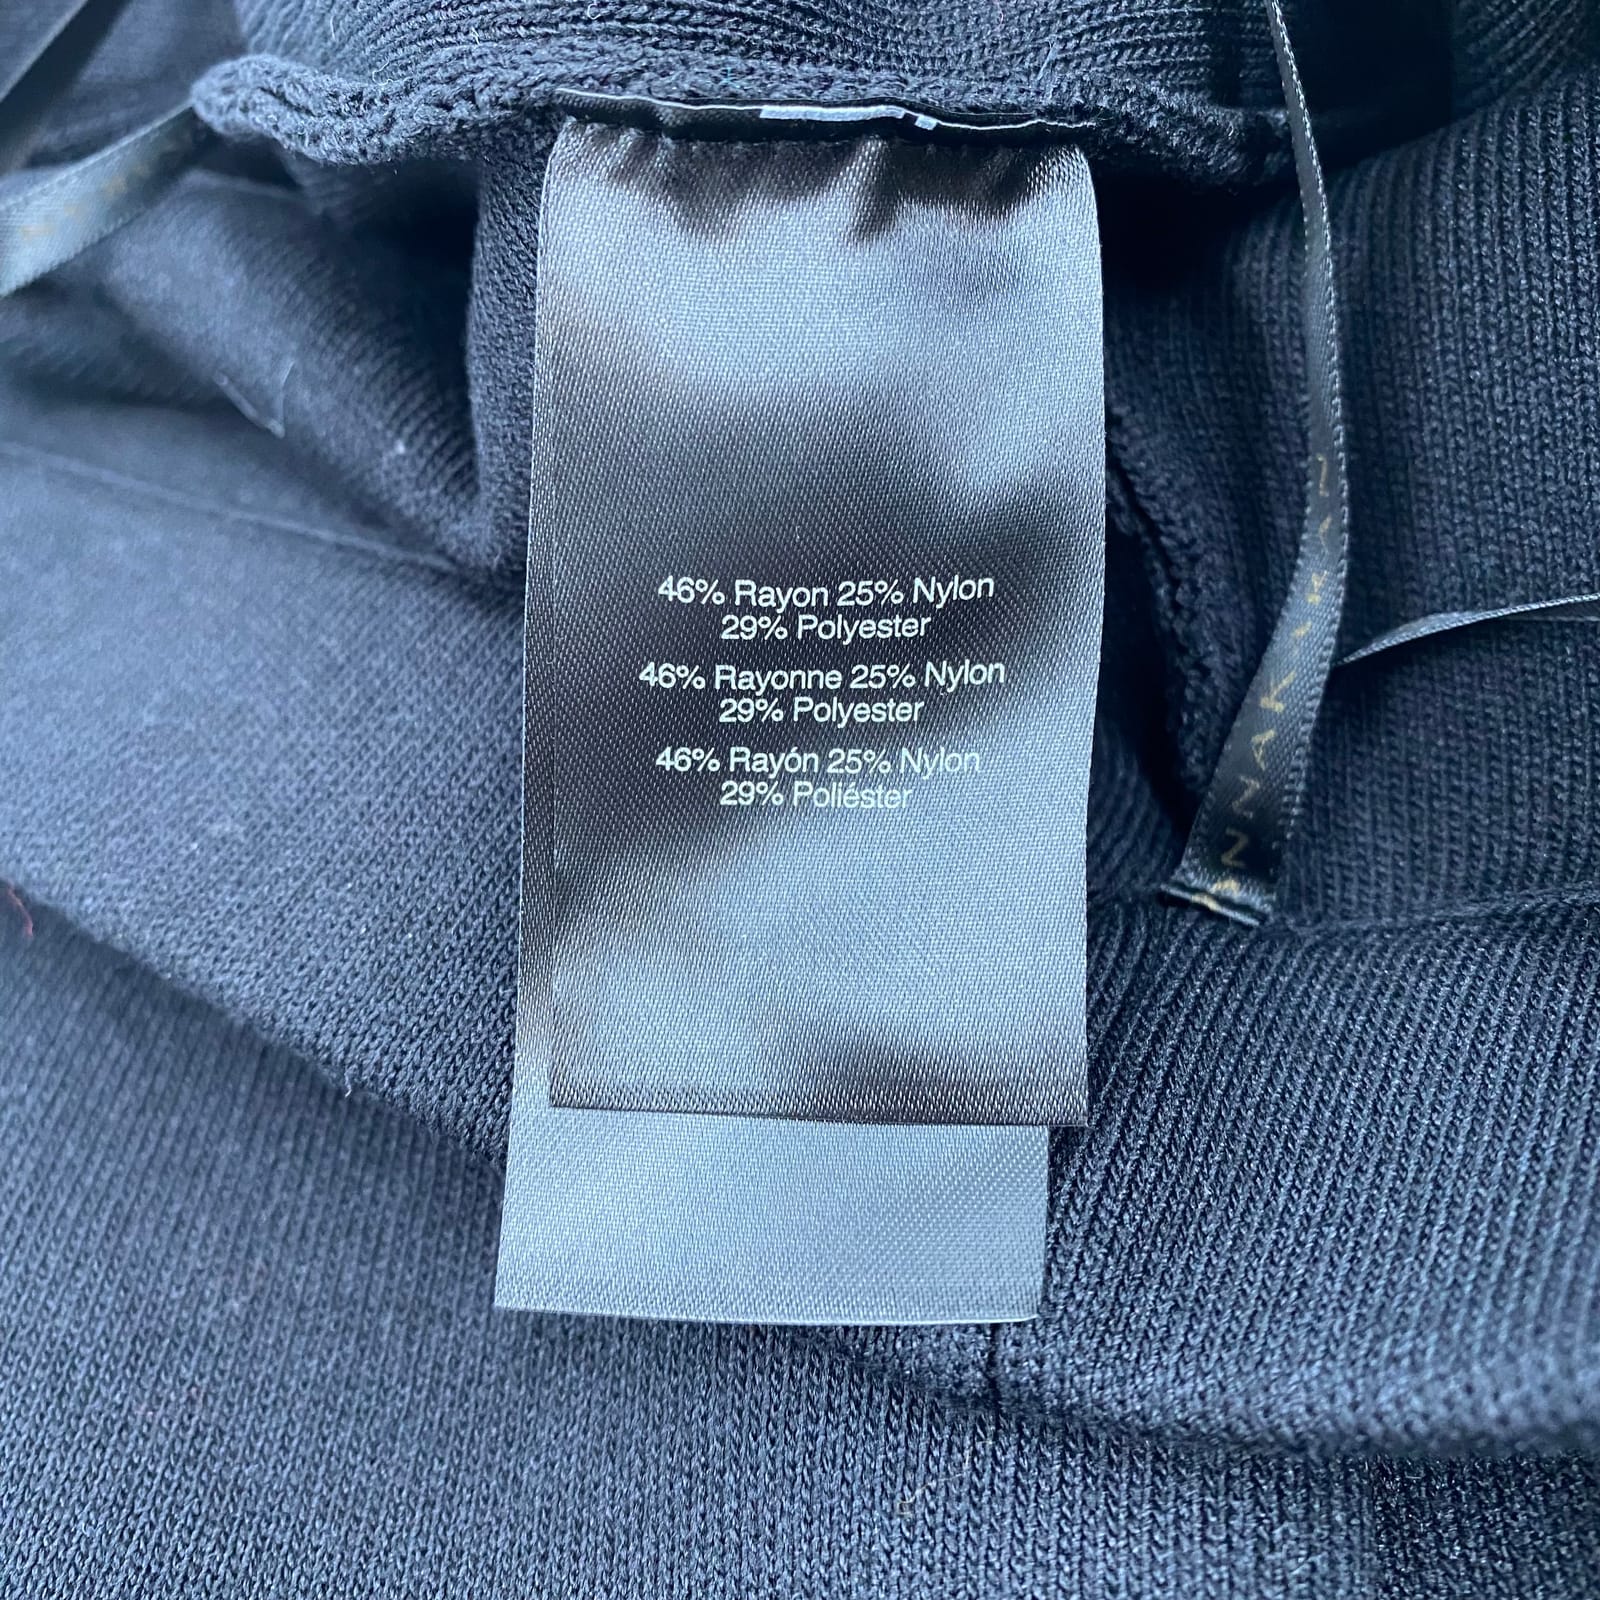 46% Rayon 25% Nylon
29% Polyester
46% Rayonne 25% Nylon
29% Polyester
46% Rayón 25% Nylon
29% Poliéster